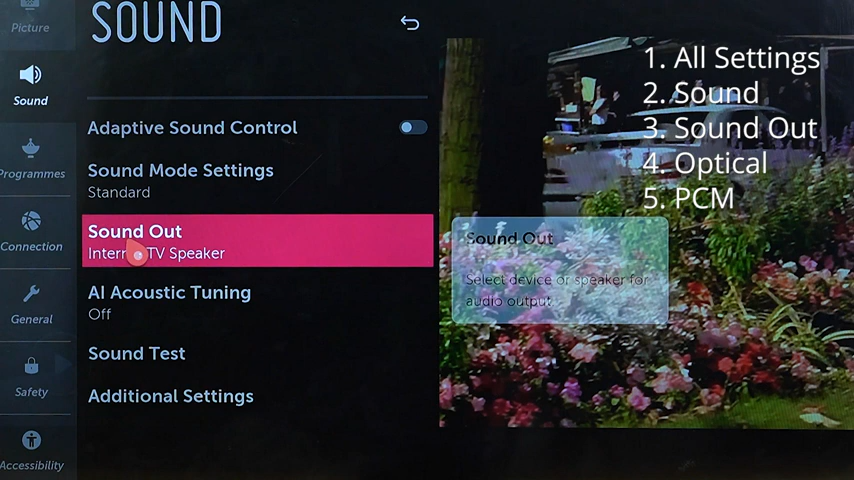 SOUND
Picture
Sound
Programmes
Connection
General
Safety
Accessibility
Adaptive Sound Control
Sound Mode Settings
Standard
Sound Out
TV Speaker
AI Acoustic Tuning
Off
Sound Test
Additional Settings
Sound Out
Select device or speaker for
audio output.
1. All Settings
2. Sound
3. Sound Out
4. Optical
5. PCM